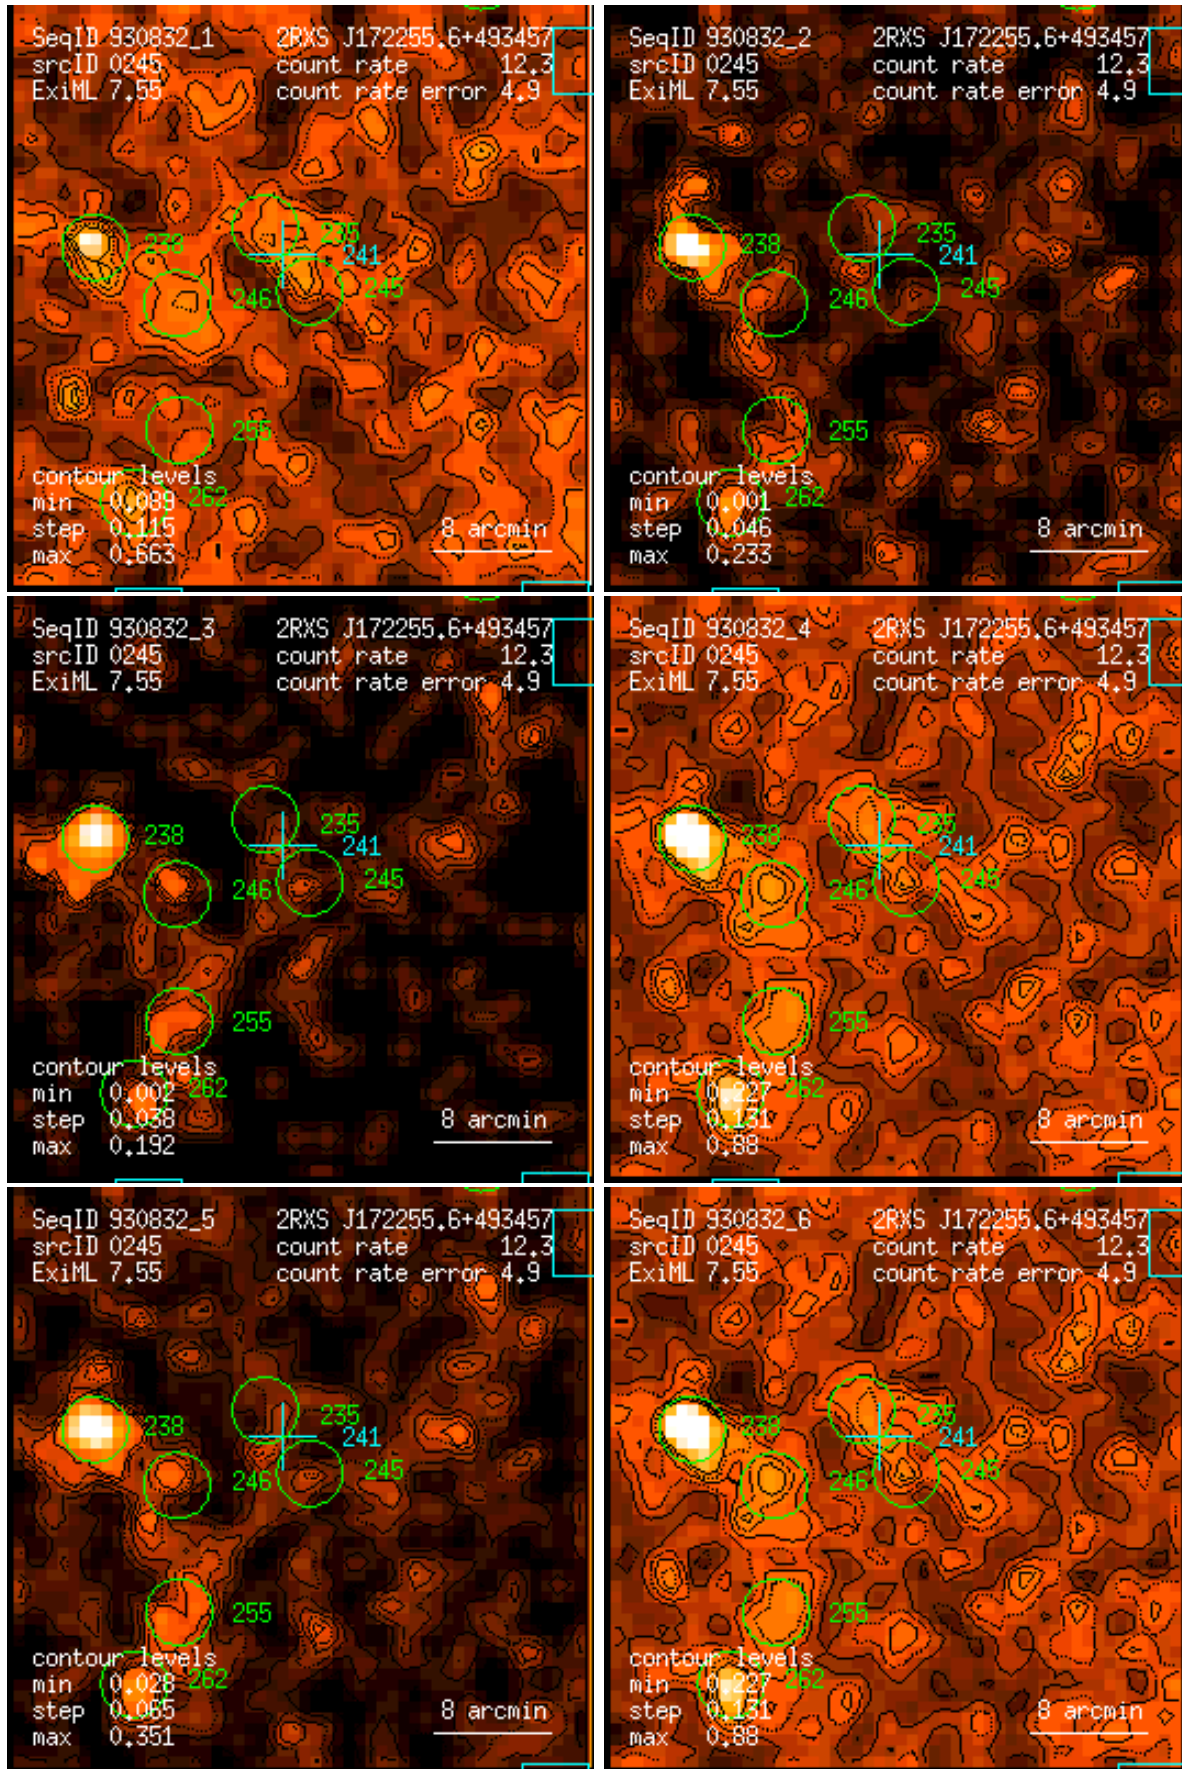 SeqID 930832_1 2RXS J172255.6+493457
srcID 0245 count rate 12.3
ExiML 7.55 count rate error 4.9
238
235
241
246
245
255
contour levels
min 0.089 262
step 0.115 8 arcmin
max 0.663
SeqID 930832_2 2RXS J172255.6+493457
srcID 0245 count rate 12.3
ExiML 7.55 count rate error 4.9
238
235
241
246
245
255
contour levels
min 0.001 262
step 0.046 8 arcmin
max 0.233
SeqID 930832_3 2RXS J172255.6+493457
srcID 0245 count rate 12.3
ExiML 7.55 count rate error 4.9
238
235
241
246
245
255
contour levels
min 0.002 262
step 0.038 8 arcmin
max 0.192
SeqID 930832_4 2RXS J172255.6+493457
srcID 0245 count rate 12.3
ExiML 7.55 count rate error 4.9
238
235
241
246
245
255
contour levels
min 0.227 262
step 0.131 8 arcmin
max 0.88
SeqID 930832_5 2RXS J172255.6+493457
srcID 0245 count rate 12.3
ExiML 7.55 count rate error 4.9
238
235
241
246
245
255
contour levels
min 0.028 262
step 0.065 8 arcmin
max 0.351
SeqID 930832_6 2RXS J172255.6+493457
srcID 0245 count rate 12.3
ExiML 7.55 count rate error 4.9
238
235
241
246
245
255
contour levels
min 0.227 262
step 0.131 8 arcmin
max 0.88